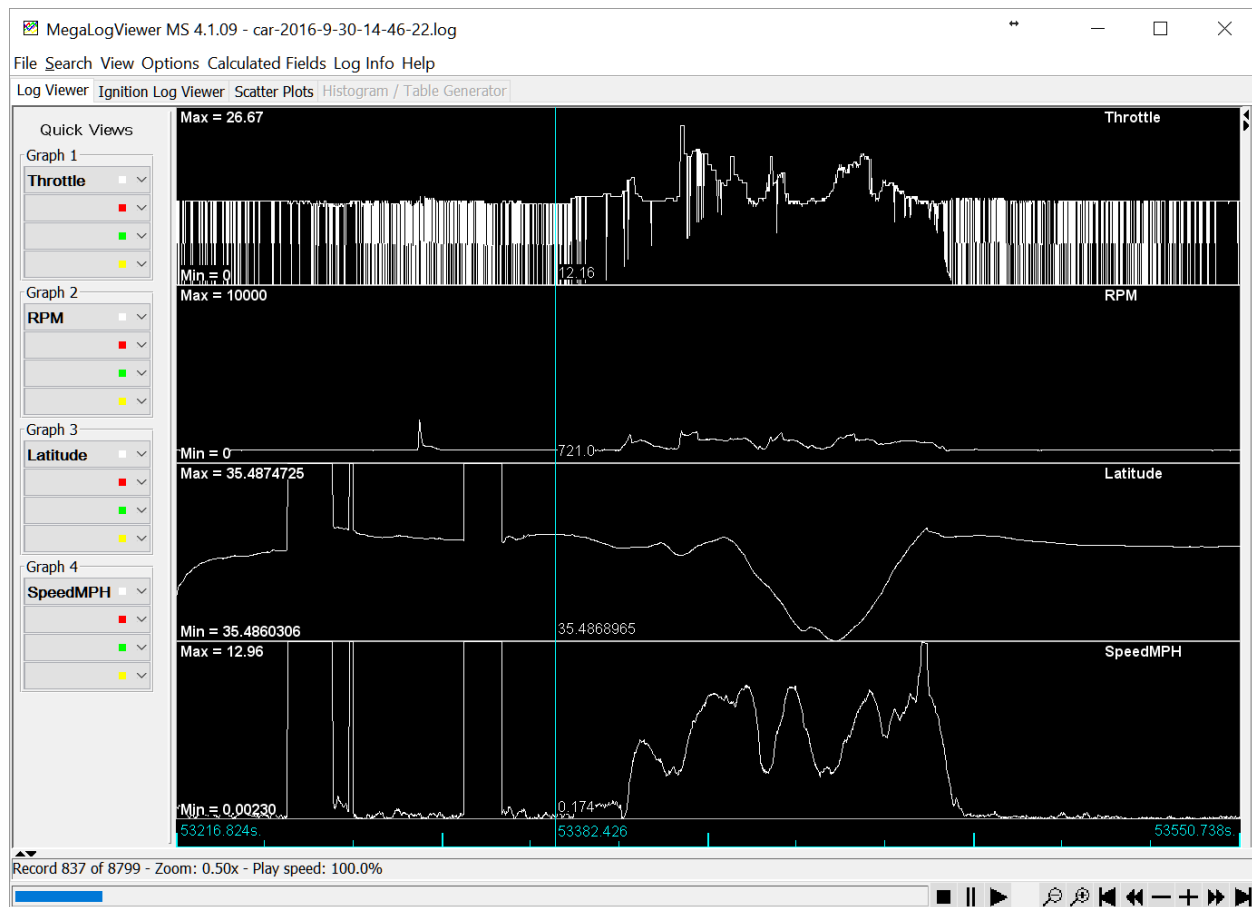 MegaLogViewer MS 4.1.09 - car-2016-9-30-14-46-22.log
File Search View Options Calculated Fields Log Info Help
Log Viewer Ignition Log Viewer Scatter Plots Histogram / Table Generator
Quick Views
Graph 1
Throttle
Graph 2
RPM
Graph 3
Latitude
Graph 4
SpeedMPH
Max = 26.67 Throttle
Min = 0 12.16
Max = 10000 RPM
Min = 0 721.0
Max = 35.4874725 Latitude
Min = 35.4860306 35.4868965
Max = 12.96 SpeedMPH
Min = 0.00230 0.174
53216.824s. 53382.426 53550.738s.
Record 837 of 8799 - Zoom: 0.50x - Play speed: 100.0%